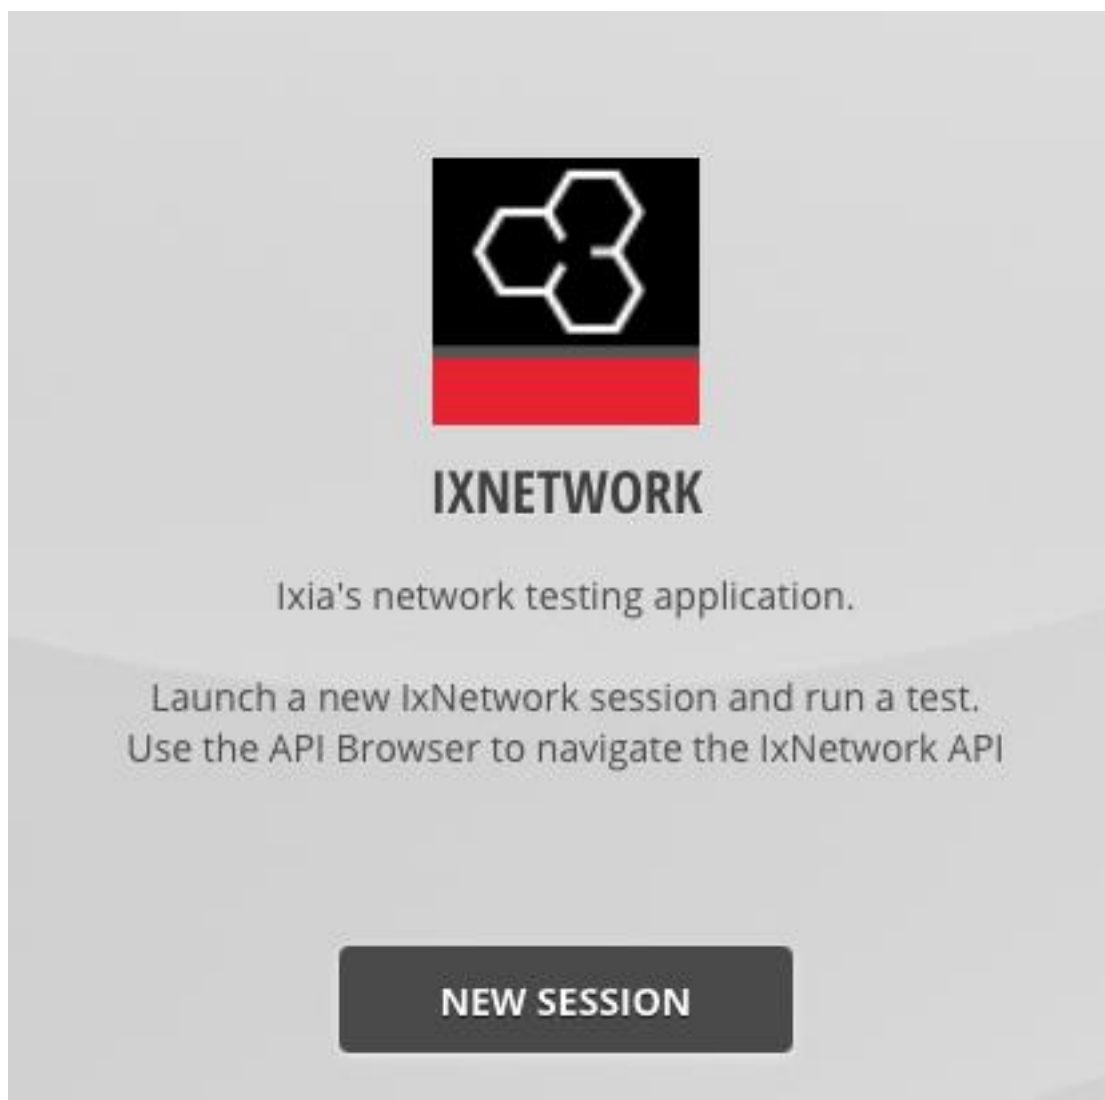 IXNETWORK
Ixia's network testing application.
Launch a new IxNetwork session and run a test.
Use the API Browser to navigate the IxNetwork API
NEW SESSION